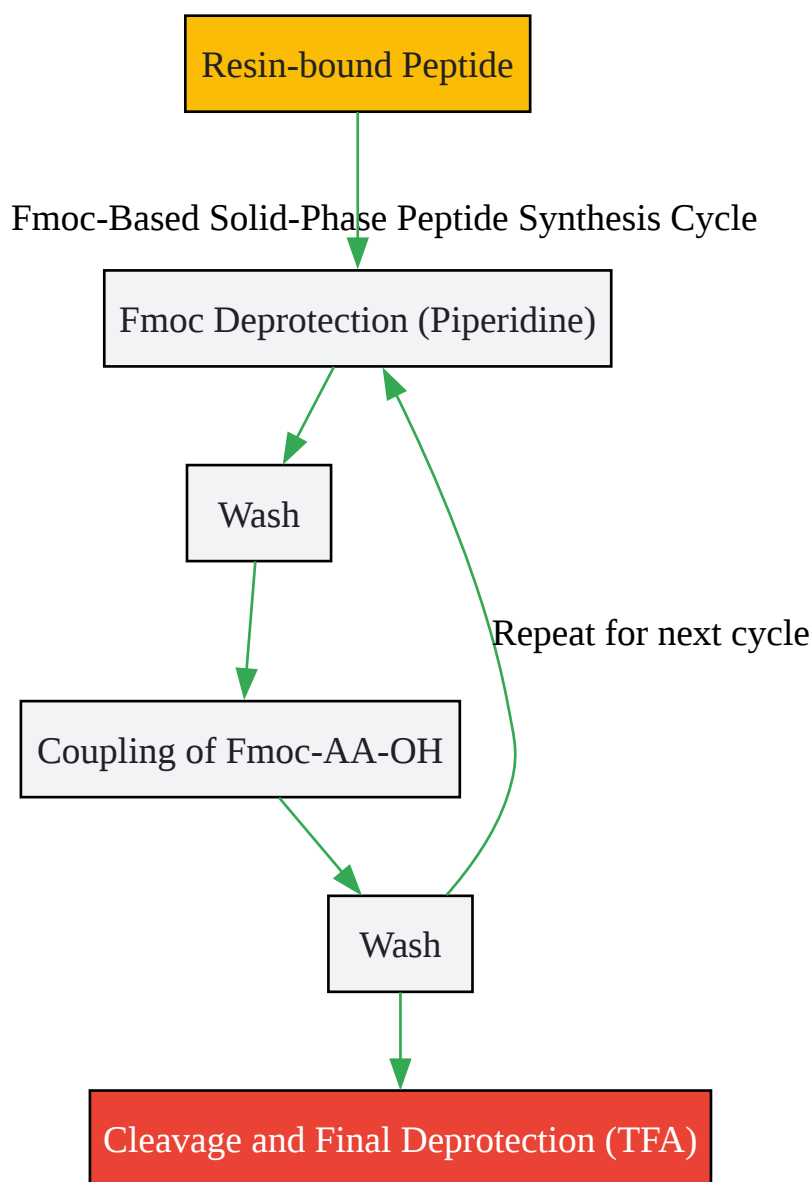 Resin-bound Peptide
Fmoc-Based Solid-Phase Peptide Synthesis Cycle
Fmoc Deprotection (Piperidine)
Wash
Repeat for next cycle
Coupling of Fmoc-AA-OH
Wash
Cleavage and Final Deprotection (TFA)